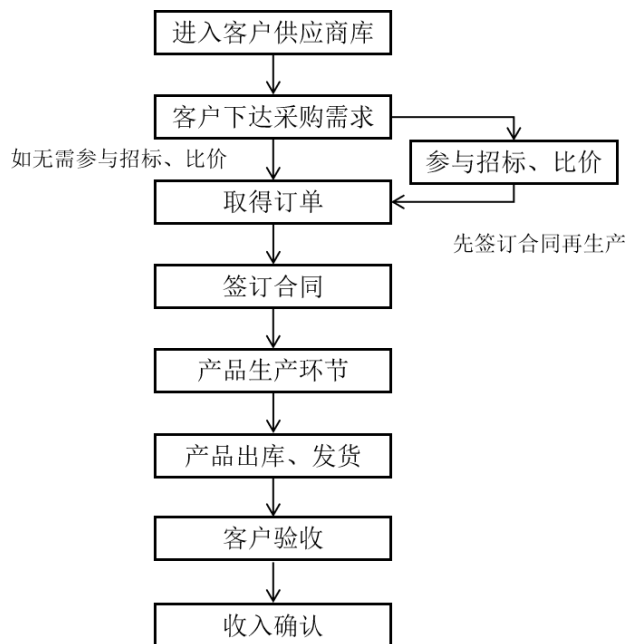 进入客户供应商库
客户下达采购需求
如无需参与招标、比价
参与招标、比价
取得订单
先签订合同再生产
签订合同
产品生产环节
产品出库、发货
客户验收
收入确认